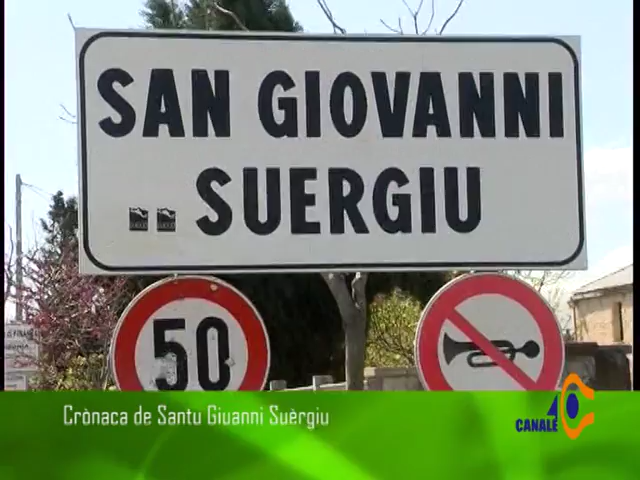 SAN GIOVANNI
SUERGIU
50
Crònaca de Santu Giuanni Suèrgiu
CANALE 40